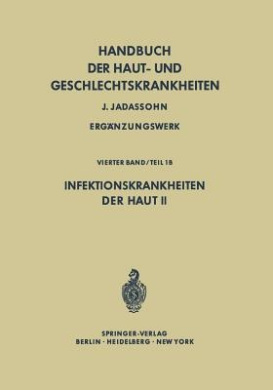 HANDBUCH
DER HAUT- UND
GESCHLECHTSKRANKHEITEN
J. JADASSOHN
ERGÄNZUNGSWERK
VIERTER BAND/TEIL 1B
INFEKTIONSKRANKHEITEN
DER HAUT II
SPRINGER-VERLAG
BERLIN · HEIDELBERG · NEW YORK